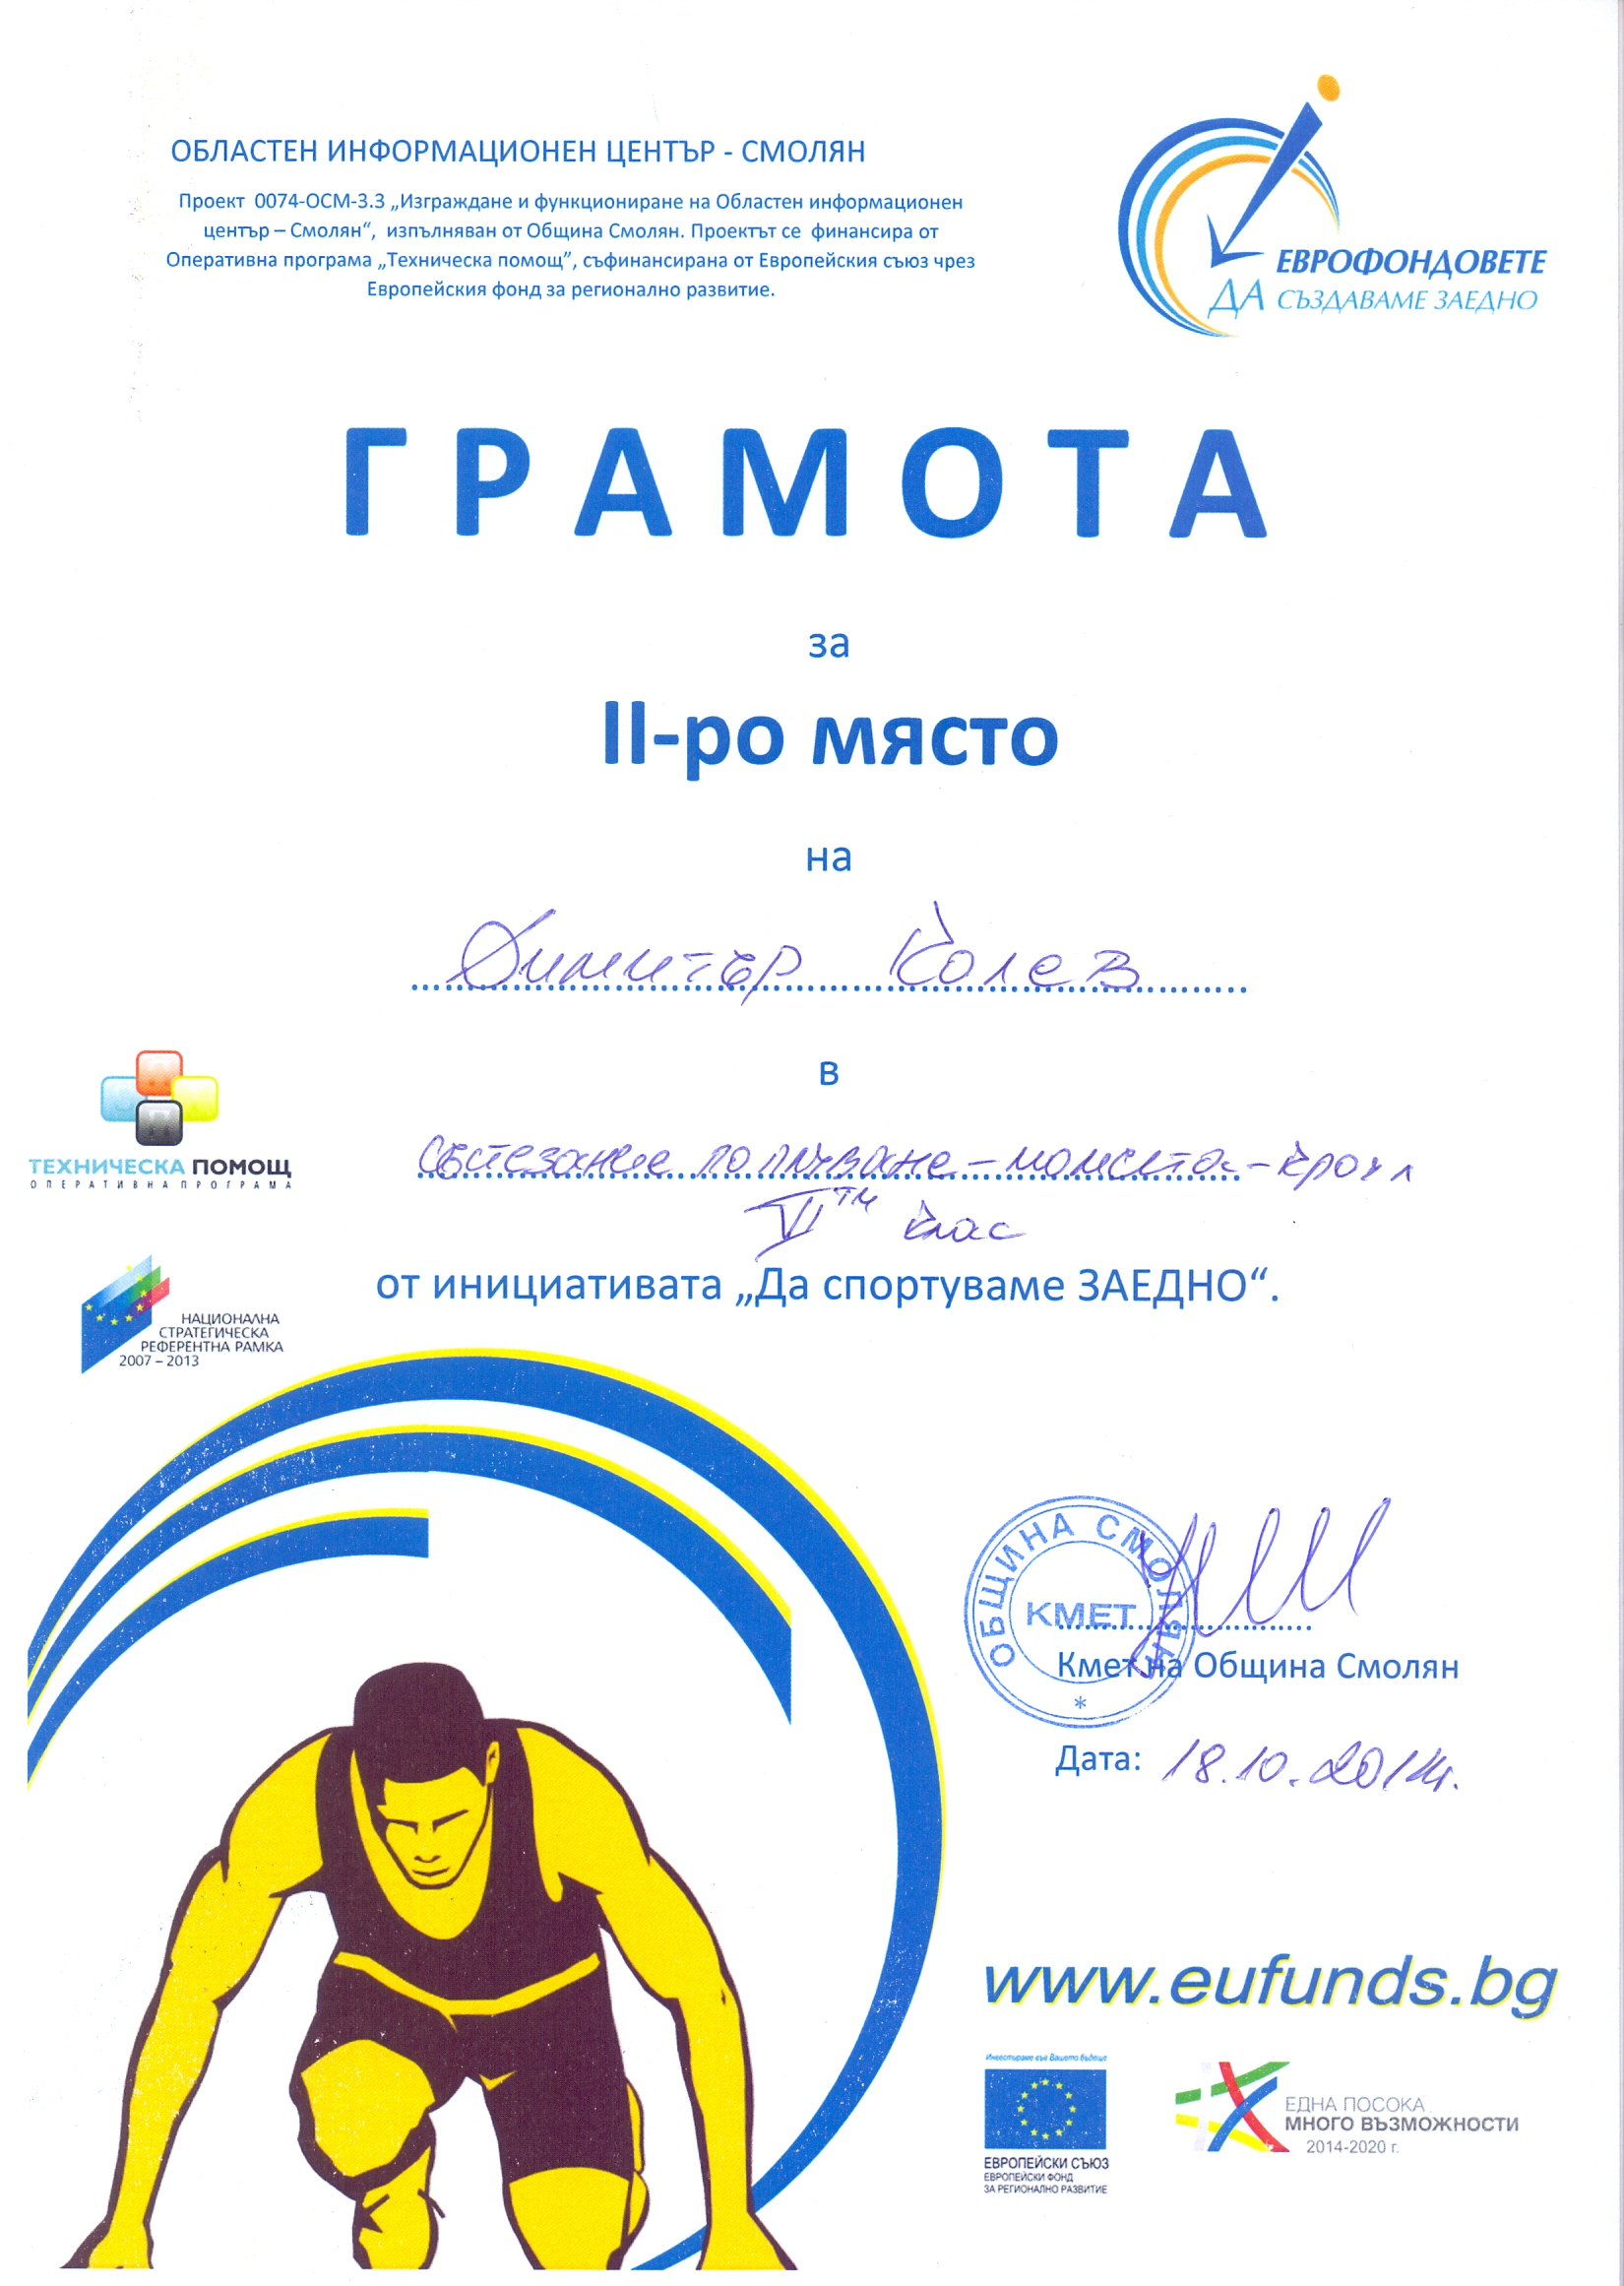 ОБЛАСТЕН ИНФОРМАЦИОНЕН ЦЕНТЪР - СМОЛЯН
Проект 0074-ОСМ-3.3 „Изграждане и функциониране на Областен информационен
център – Смолян“, изпълняван от Община Смолян. Проектът се финансира от
Оперативна програма „Техническа помощ”, съфинансирана от Европейския съюз чрез
Европейския фонд за регионално развитие.
ЕВРОФОНДОВЕТЕ
ДА СЪЗДАВАМЕ ЗАЕДНО
ГРАМОТА
за
II-ро място
на
Димитър Колев
в
Състезание по плуване - момчета - кроул
VI ти клас
от инициативата „Да спортуваме ЗАЕДНО“.
ТЕХНИЧЕСКА ПОМОЩ
ОПЕРАТИВНА ПРОГРАМА
НАЦИОНАЛНА
СТРАТЕГИЧЕСКА
РЕФЕРЕНТНА РАМКА
2007 – 2013
ОБЩИНА СМОЛЯН
КМЕТ
Кмет на Община Смолян
Дата: 18.10.2014г.
www.eufunds.bg
Инвестираме във Вашето бъдеще
ЕВРОПЕЙСКИ СЪЮЗ
ЕВРОПЕЙСКИ ФОНД
ЗА РЕГИОНАЛНО РАЗВИТИЕ
ЕДНА ПОСОКА
МНОГО ВЪЗМОЖНОСТИ
2014-2020 г.